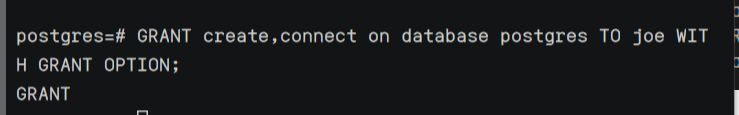 postgres=# GRANT create,connect on database postgres TO joe WIT
H GRANT OPTION;
GRANT